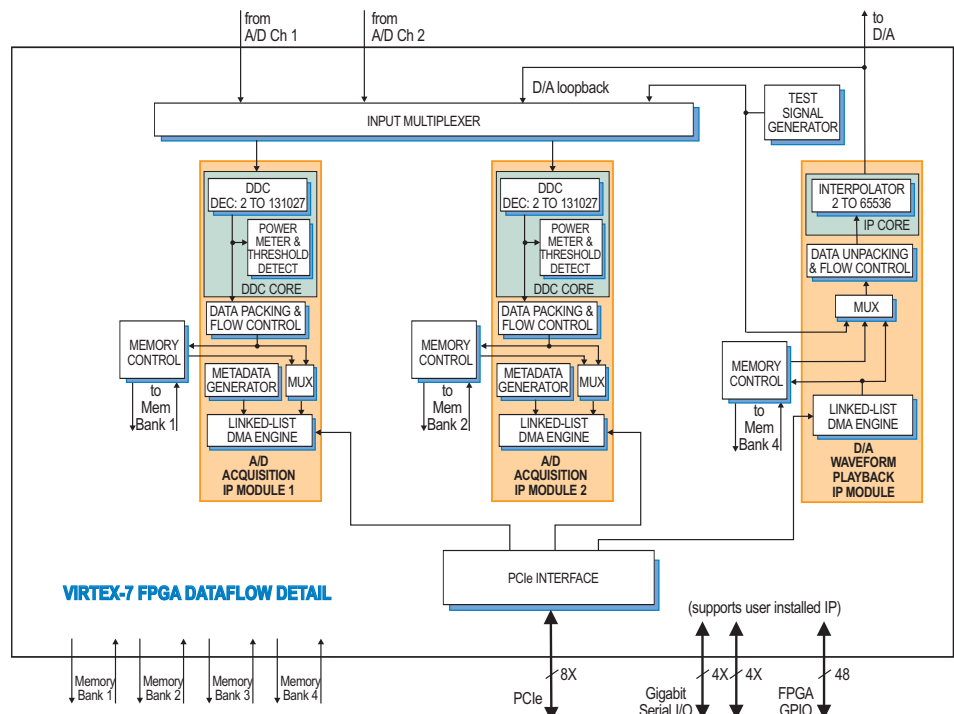 from
A/D Ch 1
from
A/D Ch 2
to
D/A
D/A loopback
INPUT MULTIPLEXER
TEST
SIGNAL
GENERATOR
DDC
DEC: 2 TO 131027
POWER
METER &
THRESHOLD
DETECT
DDC CORE
DATA PACKING &
FLOW CONTROL
MEMORY
CONTROL
to
Mem
Bank 1
METADATA
GENERATOR
MUX
LINKED-LIST
DMA ENGINE
A/D
ACQUISITION
IP MODULE 1
DDC
DEC: 2 TO 131027
POWER
METER &
THRESHOLD
DETECT
DDC CORE
DATA PACKING &
FLOW CONTROL
MEMORY
CONTROL
to
Mem
Bank 2
METADATA
GENERATOR
MUX
LINKED-LIST
DMA ENGINE
A/D
ACQUISITION
IP MODULE 2
INTERPOLATOR
2 TO 65536
IP CORE
DATA UNPACKING
& FLOW CONTROL
MUX
MEMORY
CONTROL
to
Mem
Bank 4
LINKED-LIST
DMA ENGINE
D/A
WAVEFORM
PLAYBACK
IP MODULE
PCIe INTERFACE
VIRTEX-7 FPGA DATAFLOW DETAIL
(supports user installed IP)
Memory
Bank 1
Memory
Bank 2
Memory
Bank 3
Memory
Bank 4
8X
PCIe
4X
4X
Gigabit
Serial I/O
48
FPGA
GPIO